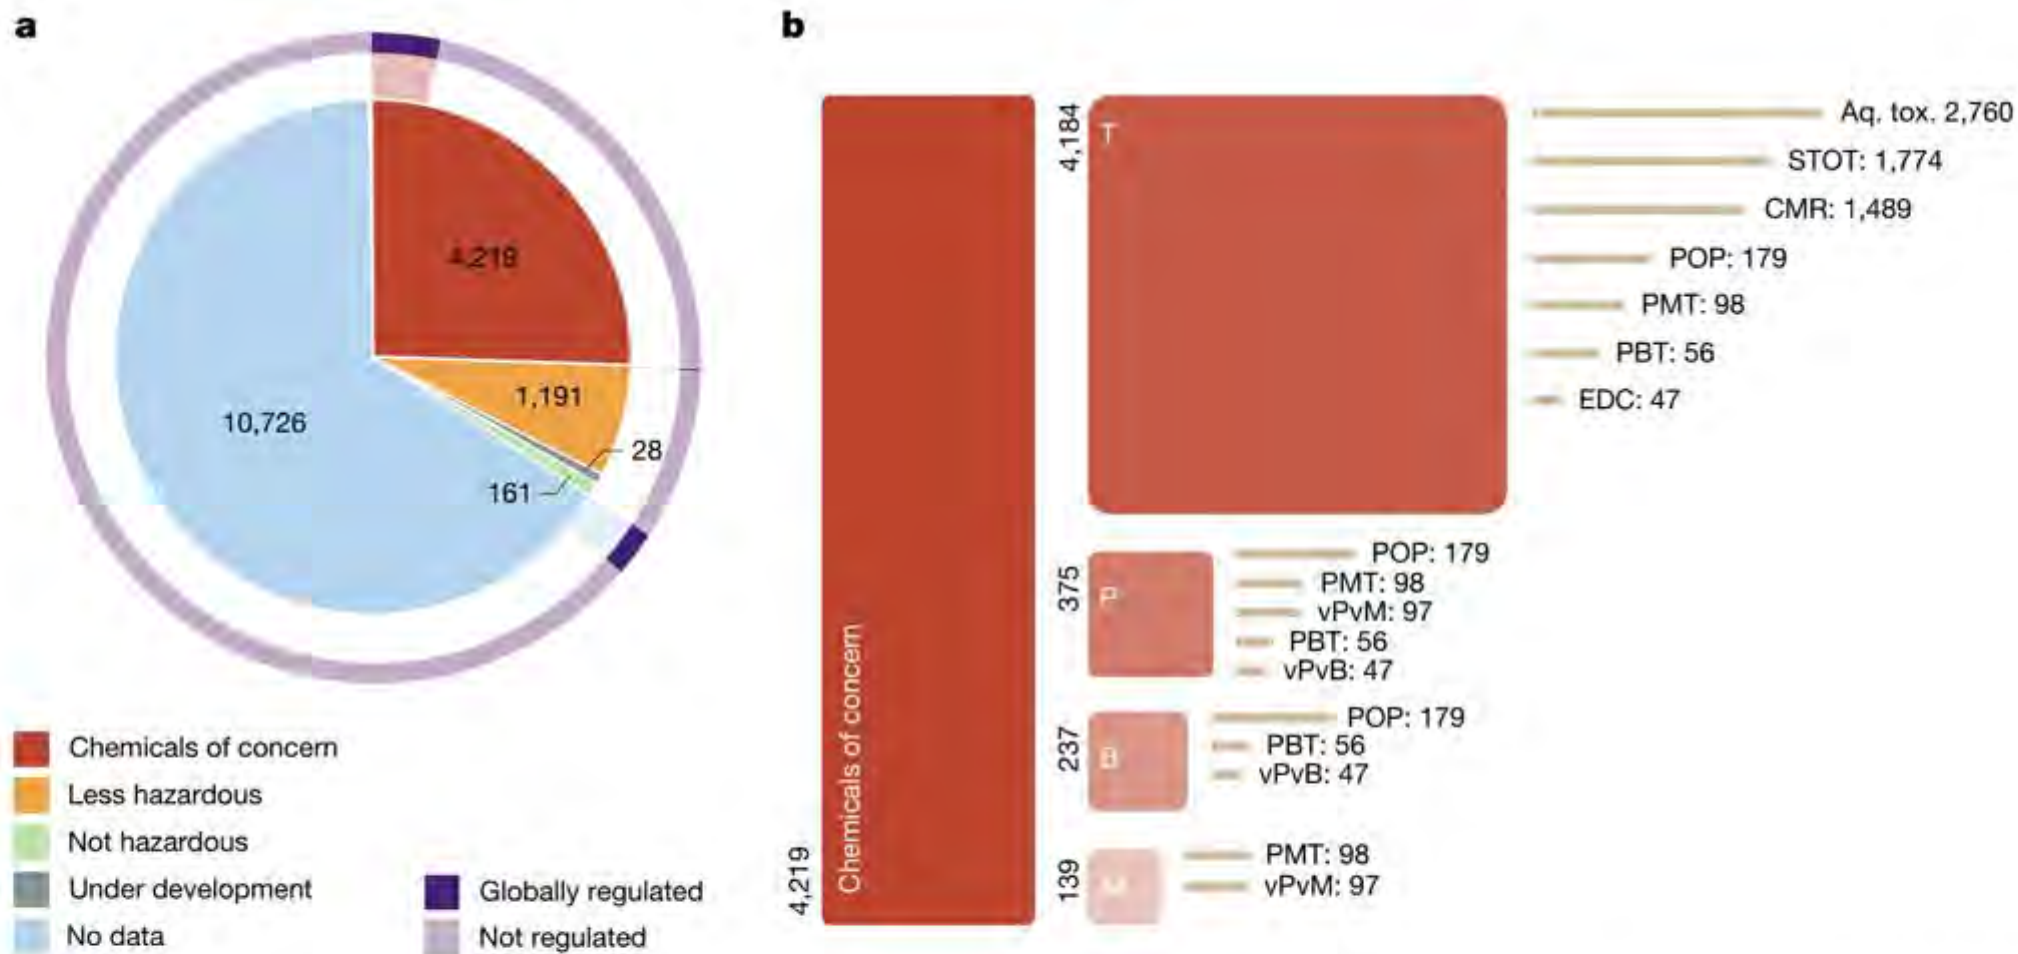 a
4,219
1,191
28
161
10,726
Chemicals of concern
Less hazardous
Not hazardous
Under development
No data
Globally regulated
Not regulated
b
4,219
Chemicals of concern
4,184
T
Aq. tox. 2,760
STOT: 1,774
CMR: 1,489
POP: 179
PMT: 98
PBT: 56
EDC: 47
375
P
POP: 179
PMT: 98
vPvM: 97
PBT: 56
vPvB: 47
237
B
POP: 179
PBT: 56
vPvB: 47
139
M
PMT: 98
vPvM: 97